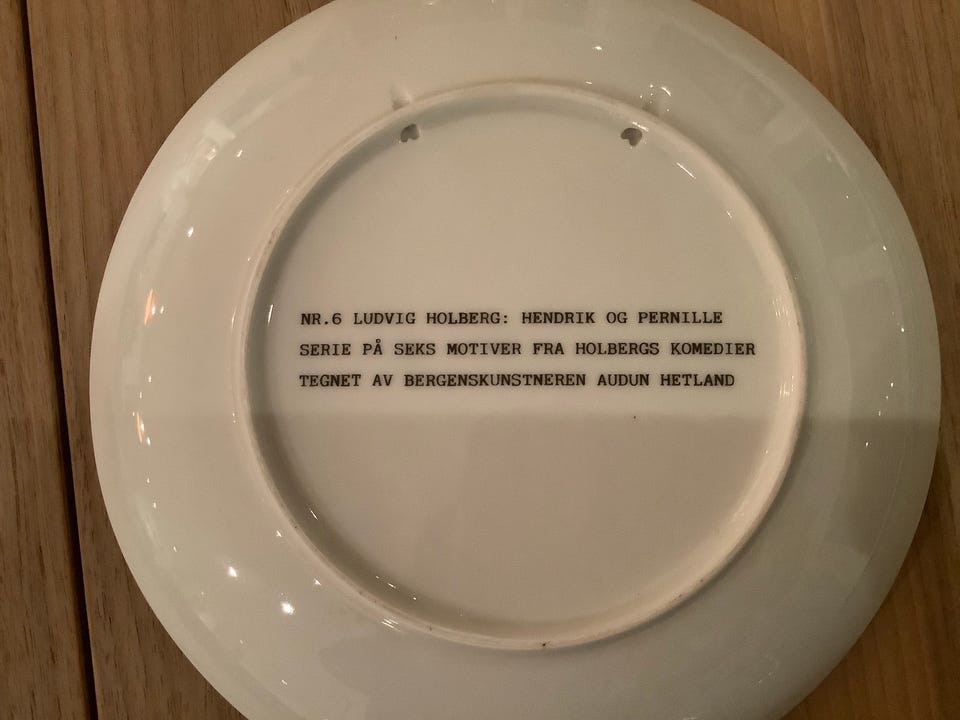 NR.6 LUDVIG HOLBERG: HENDRIK OG PERNILLE
SERIE PÅ SEKS MOTIVER FRA HOLBERGS KOMEDIER
TEGNET AV BERGENSKUNSTNEREN AUDUN HETLAND